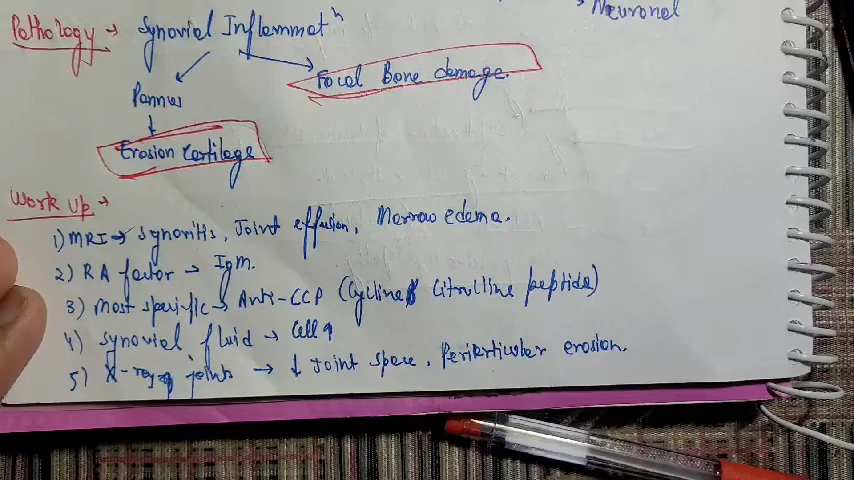 Neuronal
Pathology → Synovial Inflammatⁿ
Pannus
Focal Bone damage.
↓
Erosion Cartilage
Work up →
1) MRI → Synovitis, Joint effusion, Marrow edema.
2) RA factor → IgM.
3) Most specific → Anti-CCP (Cycline Citrulline peptide)
4) Synovial fluid → Cell ↑
5) X-ray joints → ↓ Joint space, Periarticular erosion.